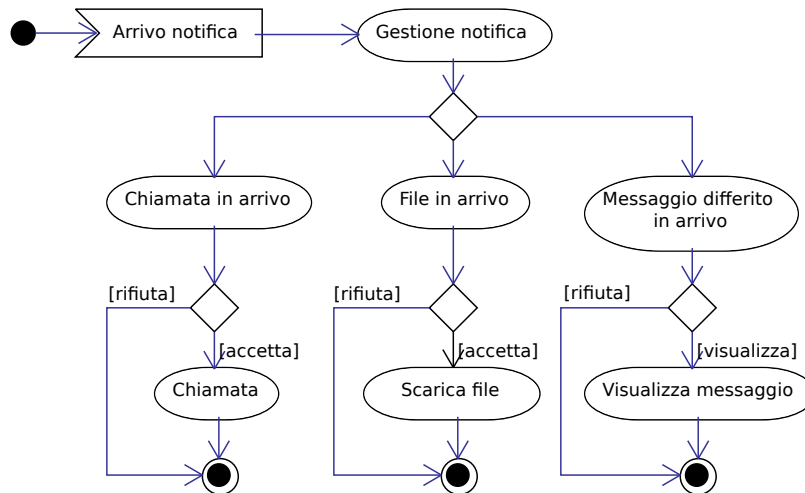 Arrivo notifica
Gestione notifica
Chiamata in arrivo
File in arrivo
Messaggio differito
in arrivo
[rifiuta]
[rifiuta]
[rifiuta]
[accetta]
[accetta]
[visualizza]
Chiamata
Scarica file
Visualizza messaggio